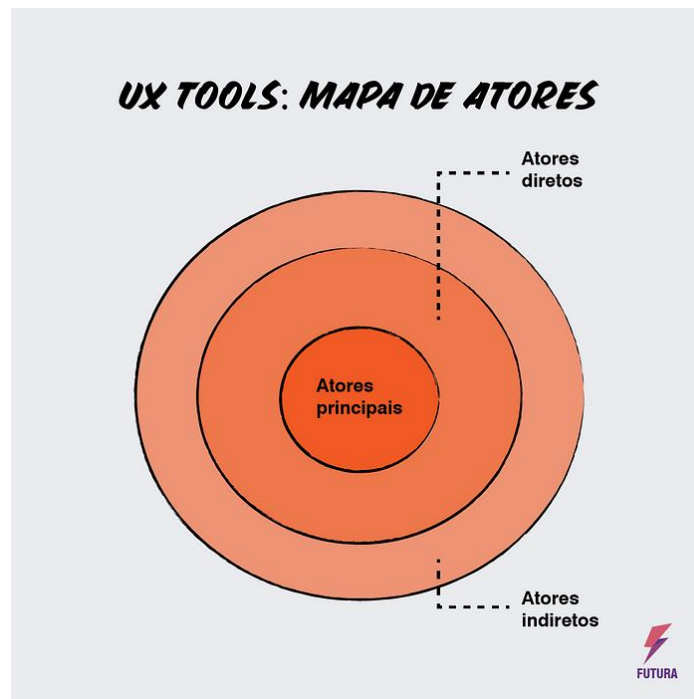 UX TOOLS: MAPA DE ATORES
Atores
diretos
Atores
principais
Atores
indiretos
FUTURA